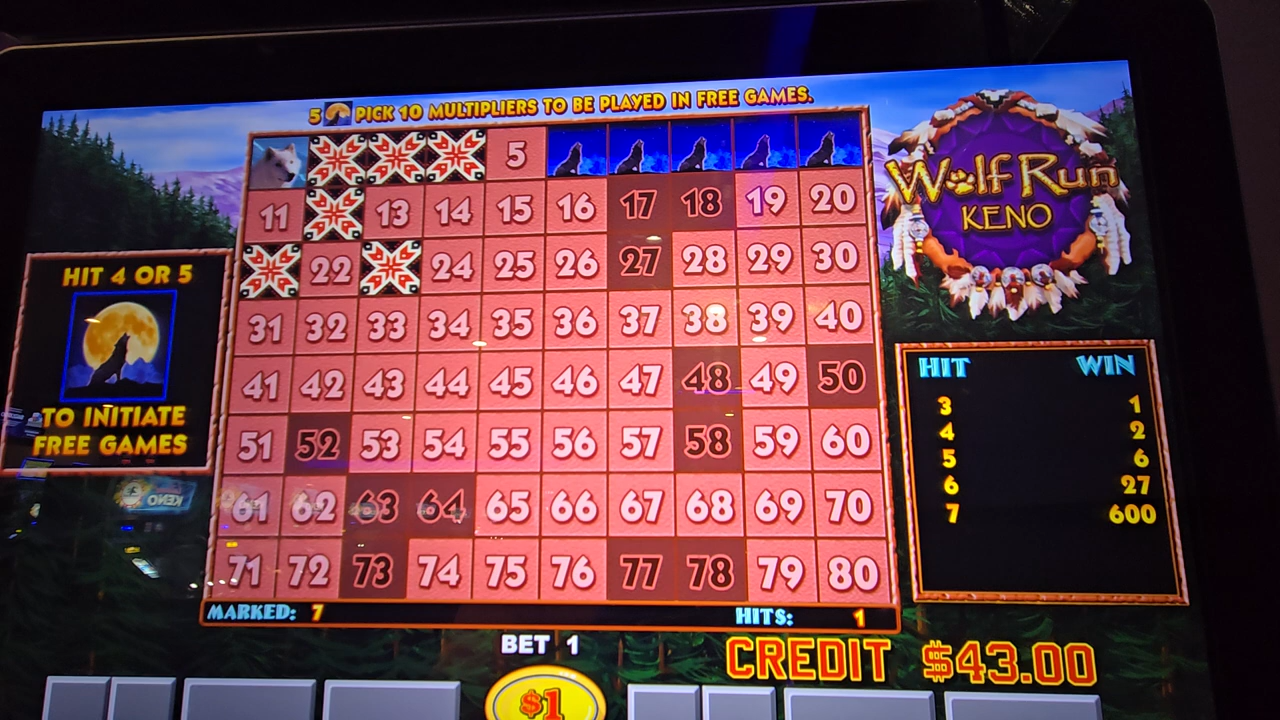 5 PICK 10 MULTIPLIERS TO BE PLAYED IN FREE GAMES.
5
11 13 14 15 16 17 18 19 20
22 24 25 26 27 28 29 30
31 32 33 34 35 36 37 38 39 40
41 42 43 44 45 46 47 48 49 50
51 52 53 54 55 56 57 58 59 60
61 62 63 64 65 66 67 68 69 70
71 72 73 74 75 76 77 78 79 80
MARKED: 7 HITS: 1
HIT 4 OR 5
TO INITIATE
FREE GAMES
Wolf Run
KENO
HIT WIN
3 1
4 2
5 6
6 27
7 600
BET 1
CREDIT $43.00
$1